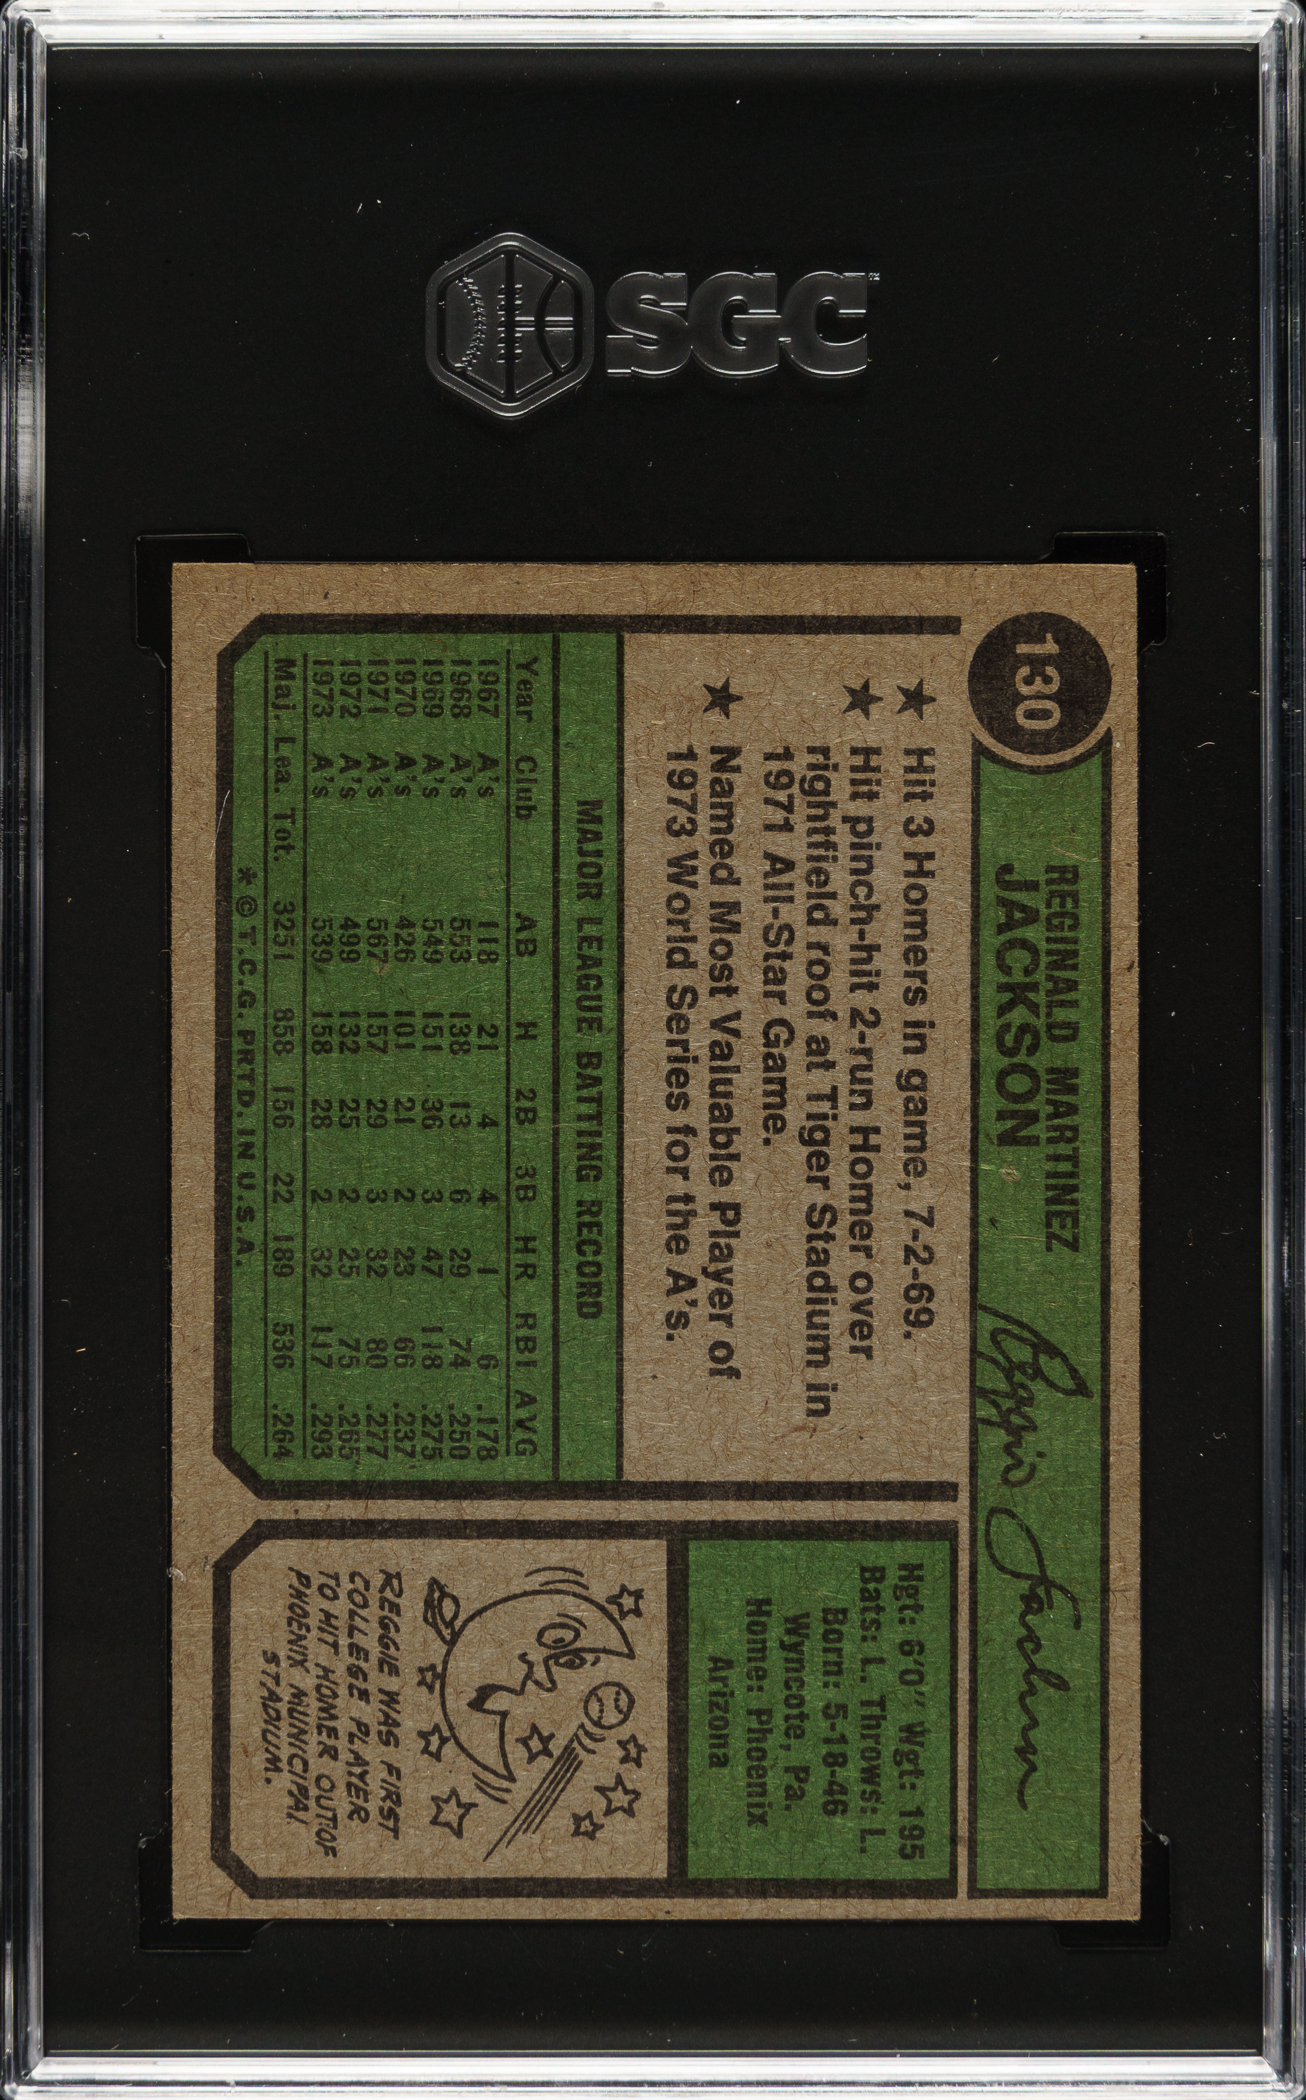 SGC™
130
REGINALD MARTINEZ
JACKSON
Reggie Jackson
★ Hit 3 Homers in game, 7-2-69.
★ Hit pinch-hit 2-run Homer over
rightfield roof at Tiger Stadium in
1971 All-Star Game.
★ Named Most Valuable Player of
1973 World Series for the A's.
Hgt: 6'0" Wgt: 195
Bats: L. Throws: L.
Born: 5-18-46
Wyncote, Pa.
Home: Phoenix
Arizona
MAJOR LEAGUE BATTING RECORD
Year Club AB H 2B 3B HR RBI AVG
1967 A's 118 21 4 4 1 6 .178
1968 A's 553 138 13 6 29 74 .250
1969 A's 549 151 36 3 47 118 .275
1970 A's 426 101 21 2 23 66 .237
1971 A's 567 157 29 3 32 80 .277
1972 A's 499 132 25 2 25 75 .265
1973 A's 539 158 28 2 32 117 .293
Maj. Lea. Tot. 3251 858 156 22 189 536 .264
* © T.C.G. PRTD. IN U.S.A.
REGGIE WAS FIRST
COLLEGE PLAYER
TO HIT HOMER OUT OF
PHOENIX MUNICIPAL
STADIUM.